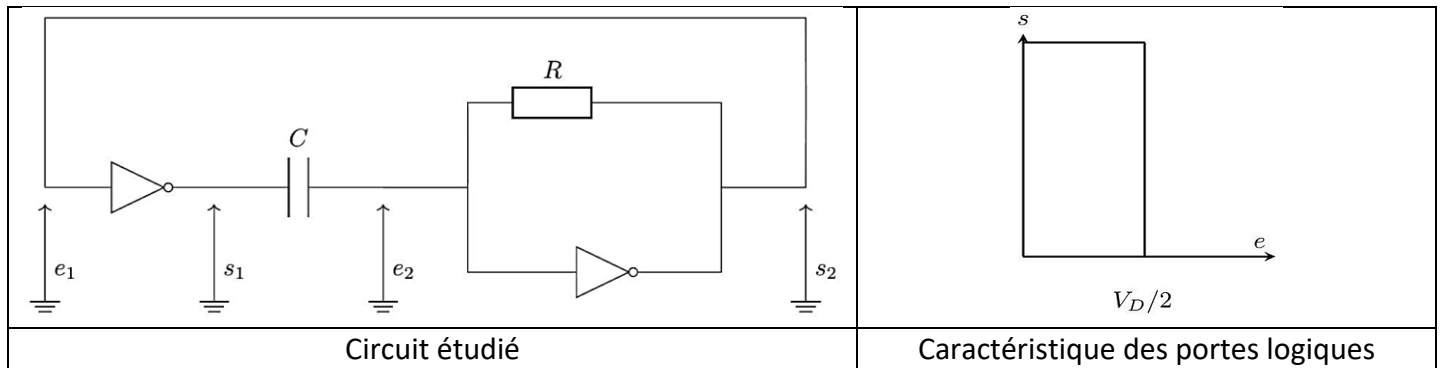 R
C
e₁
s₁
e₂
s₂
s
e
V_D/2
Circuit étudié
Caractéristique des portes logiques